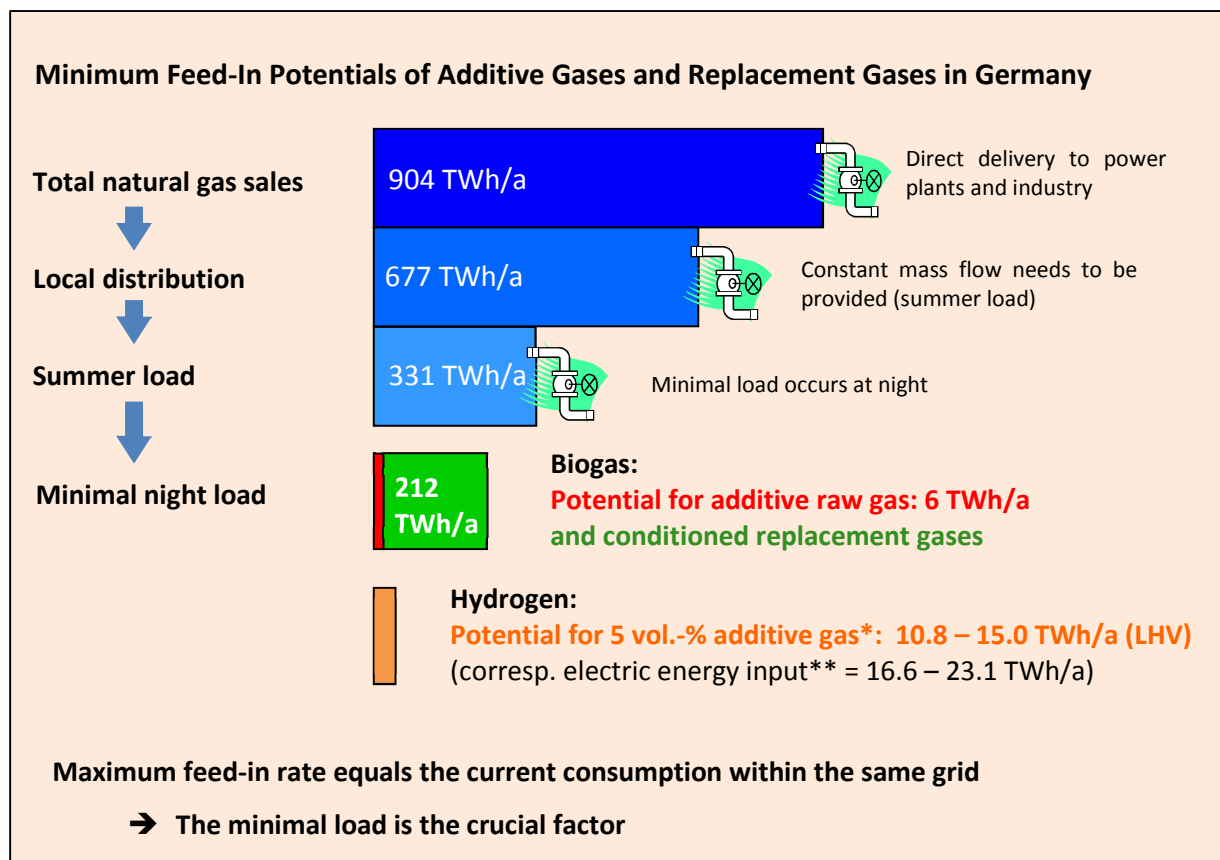 Minimum Feed-In Potentials of Additive Gases and Replacement Gases in Germany
Total natural gas sales
904 TWh/a
Direct delivery to power
plants and industry
Local distribution
677 TWh/a
Constant mass flow needs to be
provided (summer load)
Summer load
331 TWh/a
Minimal load occurs at night
Minimal night load
212
TWh/a
Biogas:
Potential for additive raw gas: 6 TWh/a
and conditioned replacement gases
Hydrogen:
Potential for 5 vol.-% additive gas*: 10.8 – 15.0 TWh/a (LHV)
(corresp. electric energy input** = 16.6 – 23.1 TWh/a)
Maximum feed-in rate equals the current consumption within the same grid
➔ The minimal load is the crucial factor